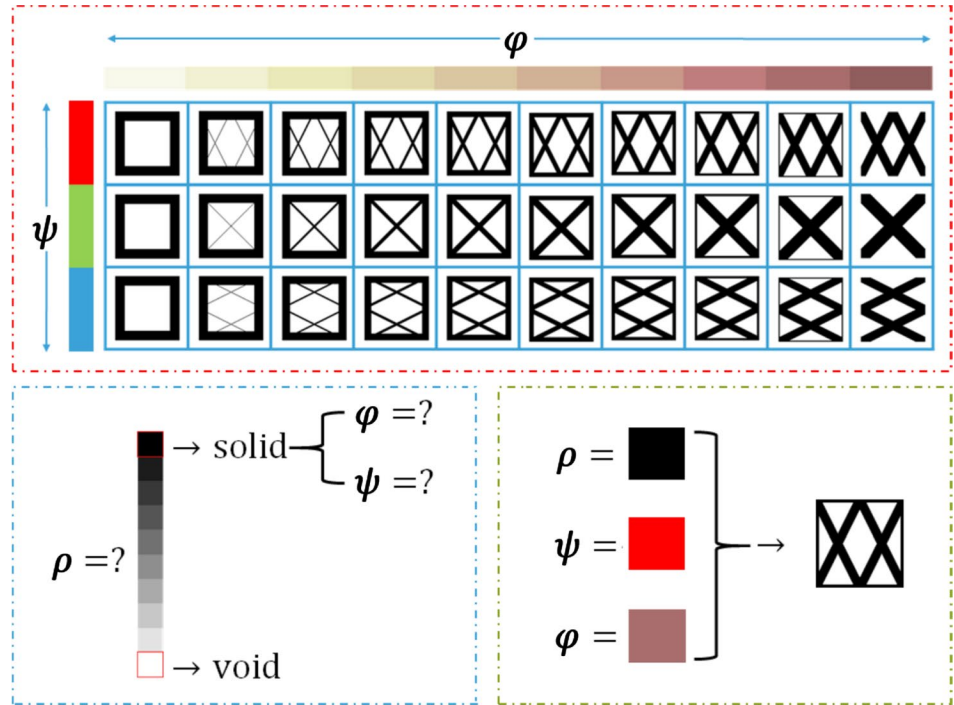 φ
ψ
φ =?
→ solid
ψ =?
ρ =?
→ void
ρ =
ψ =
→
φ =